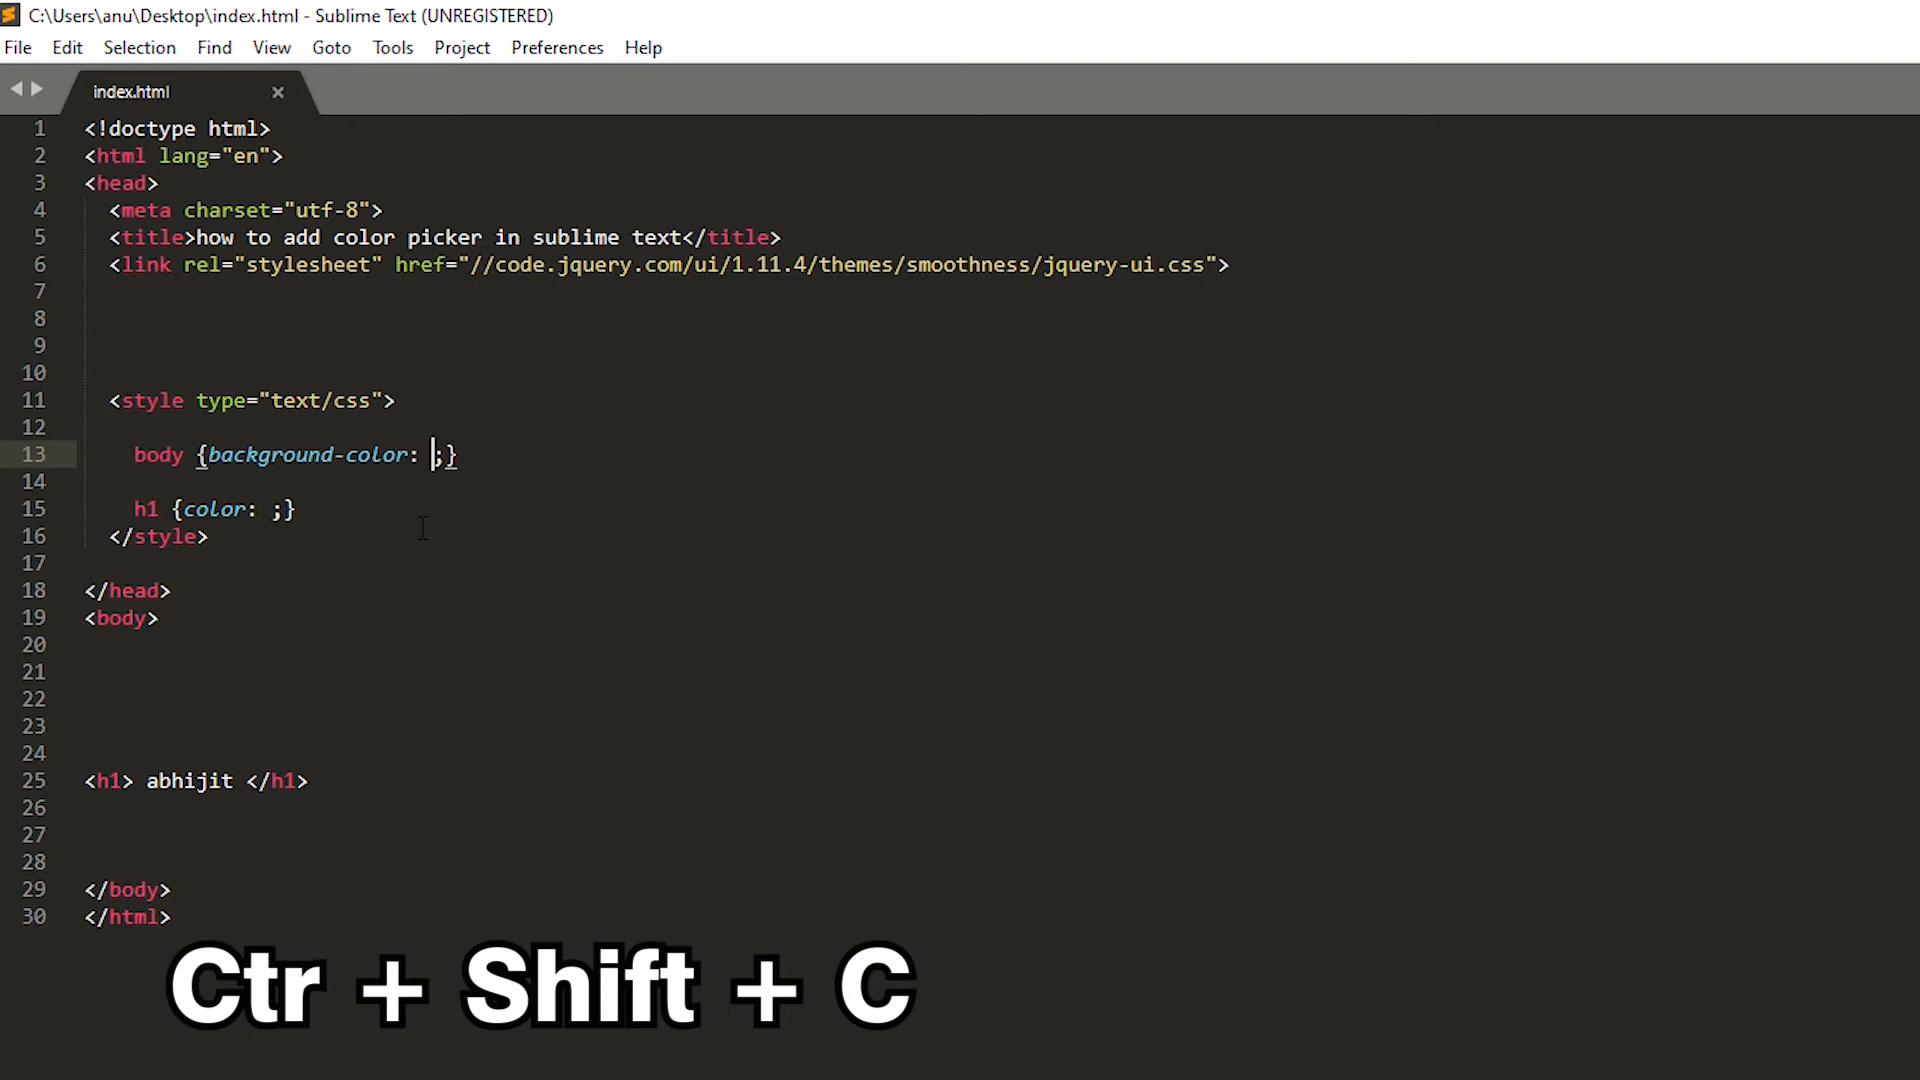 C:\Users\anu\Desktop\index.html - Sublime Text (UNREGISTERED)
File Edit Selection Find View Goto Tools Project Preferences Help
index.html
1 <!doctype html>
2 <html lang="en">
3 <head>
4 <meta charset="utf-8">
5 <title>how to add color picker in sublime text</title>
6 <link rel="stylesheet" href="//code.jquery.com/ui/1.11.4/themes/smoothness/jquery-ui.css">
7
8
9
10
11 <style type="text/css">
12
13 body {background-color: ;}
14
15 h1 {color: ;}
16 </style>
17
18 </head>
19 <body>
20
21
22
23
24
25 <h1> abhijit </h1>
26
27
28
29 </body>
30 </html>
Ctr + Shift + C